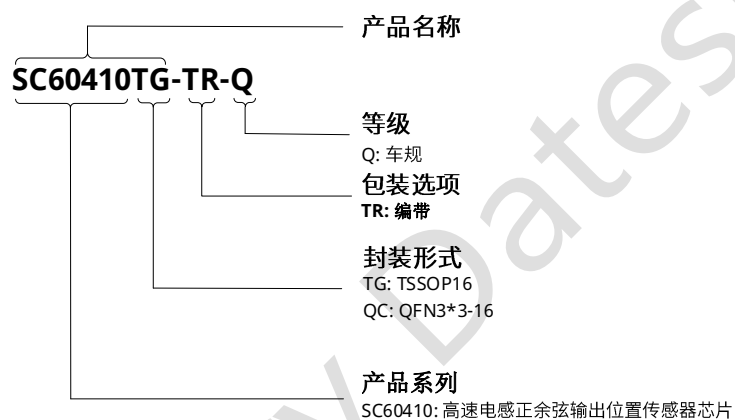 产品名称
SC60410TG-TR-Q
等级
Q: 车规
包装选项
TR: 编带
封装形式
TG: TSSOP16
QC: QFN3*3-16
产品系列
SC60410: 高速电感正余弦输出位置传感器芯片
y Dates